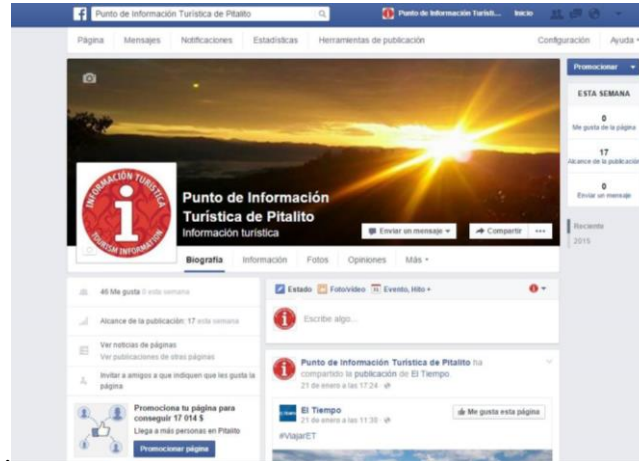 Punto de Información Turística de Pitalito
Punto de Información Turísti... Inicio
Página Mensajes Notificaciones Estadísticas Herramientas de publicación Configuración Ayuda
Promocionar
ESTA SEMANA
0
Me gusta de la página
17
Alcance de la publicación
0
Enviar un mensaje
Reciente
2015
INFORMACIÓN TURÍSTICA
TOURISM INFORMATION
Punto de Información
Turística de Pitalito
Información turística
Enviar un mensaje Compartir ...
Biografía Información Fotos Opiniones Más
46 Me gusta 0 esta semana
Alcance de la publicación: 17 esta semana
Ver noticias de páginas
Ver publicaciones de otras páginas
Invitar a amigos a que indiquen que les gusta la
página
Promociona tu página para
conseguir 17 014 $
Llega a más personas en Pitalito
Promocionar página
Estado Foto/vídeo Evento, Hito +
Escribe algo...
Punto de Información Turística de Pitalito ha
compartido la publicación de El Tiempo
21 de enero a las 17:24
El Tiempo
21 de enero a las 11:30
#ViajarET
Me gusta esta página